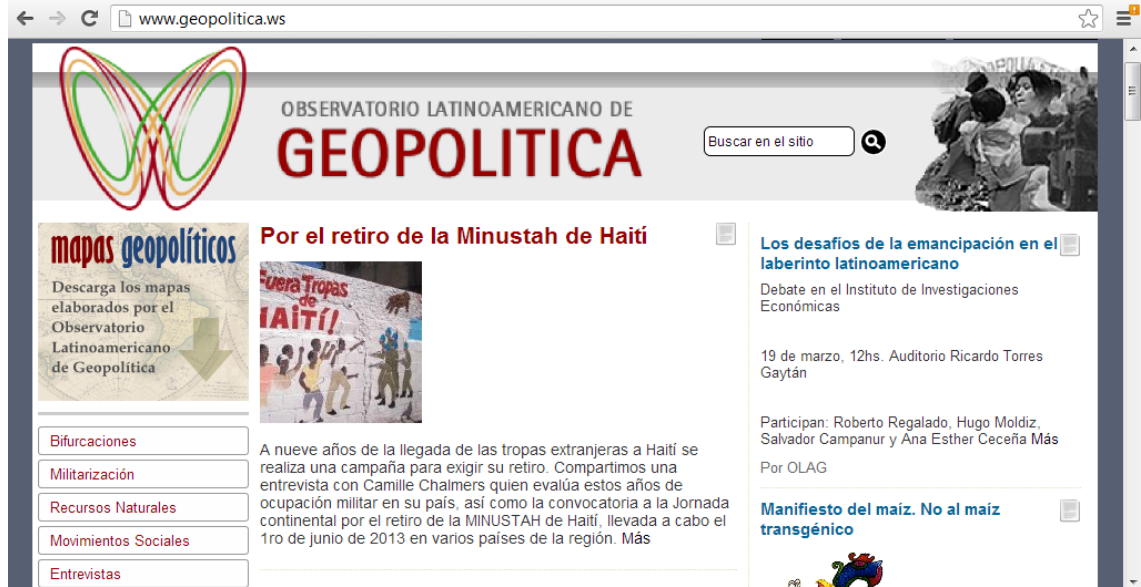 www.geopolitica.ws
OBSERVATORIO LATINOAMERICANO DE
GEOPOLITICA
Buscar en el sitio
mapas geopolíticos
Descarga los mapas
elaborados por el
Observatorio
Latinoamericano
de Geopolítica
Bifurcaciones
Militarización
Recursos Naturales
Movimientos Sociales
Entrevistas
Por el retiro de la Minustah de Haití
Fuera Tropas
de
HAITÍ!
A nueve años de la llegada de las tropas extranjeras a Haití se
realiza una campaña para exigir su retiro. Compartimos una
entrevista con Camille Chalmers quien evalúa estos años de
ocupación militar en su país, así como la convocatoria a la Jornada
continental por el retiro de la MINUSTAH de Haití, llevada a cabo el
1ro de junio de 2013 en varios países de la región. Más
Los desafíos de la emancipación en el
laberinto latinoamericano
Debate en el Instituto de Investigaciones
Económicas
19 de marzo, 12hs. Auditorio Ricardo Torres
Gaytán
Participan: Roberto Regalado, Hugo Moldiz,
Salvador Campanur y Ana Esther Ceceña Más
Por OLAG
Manifiesto del maíz. No al maíz
transgénico